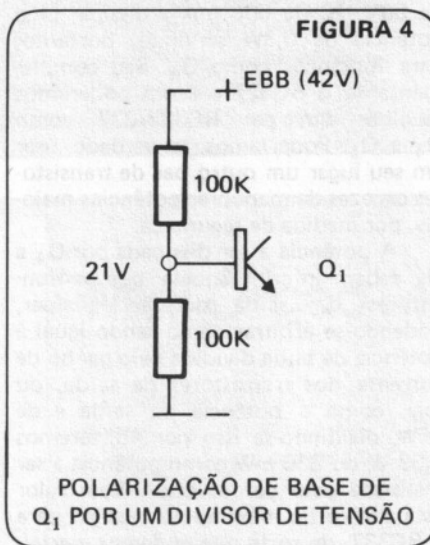 FIGURA 4
+ EBB (42V)
100K
21V
Q₁
100K
POLARIZAÇÃO DE BASE DE
Q₁ POR UM DIVISOR DE TENSÃO